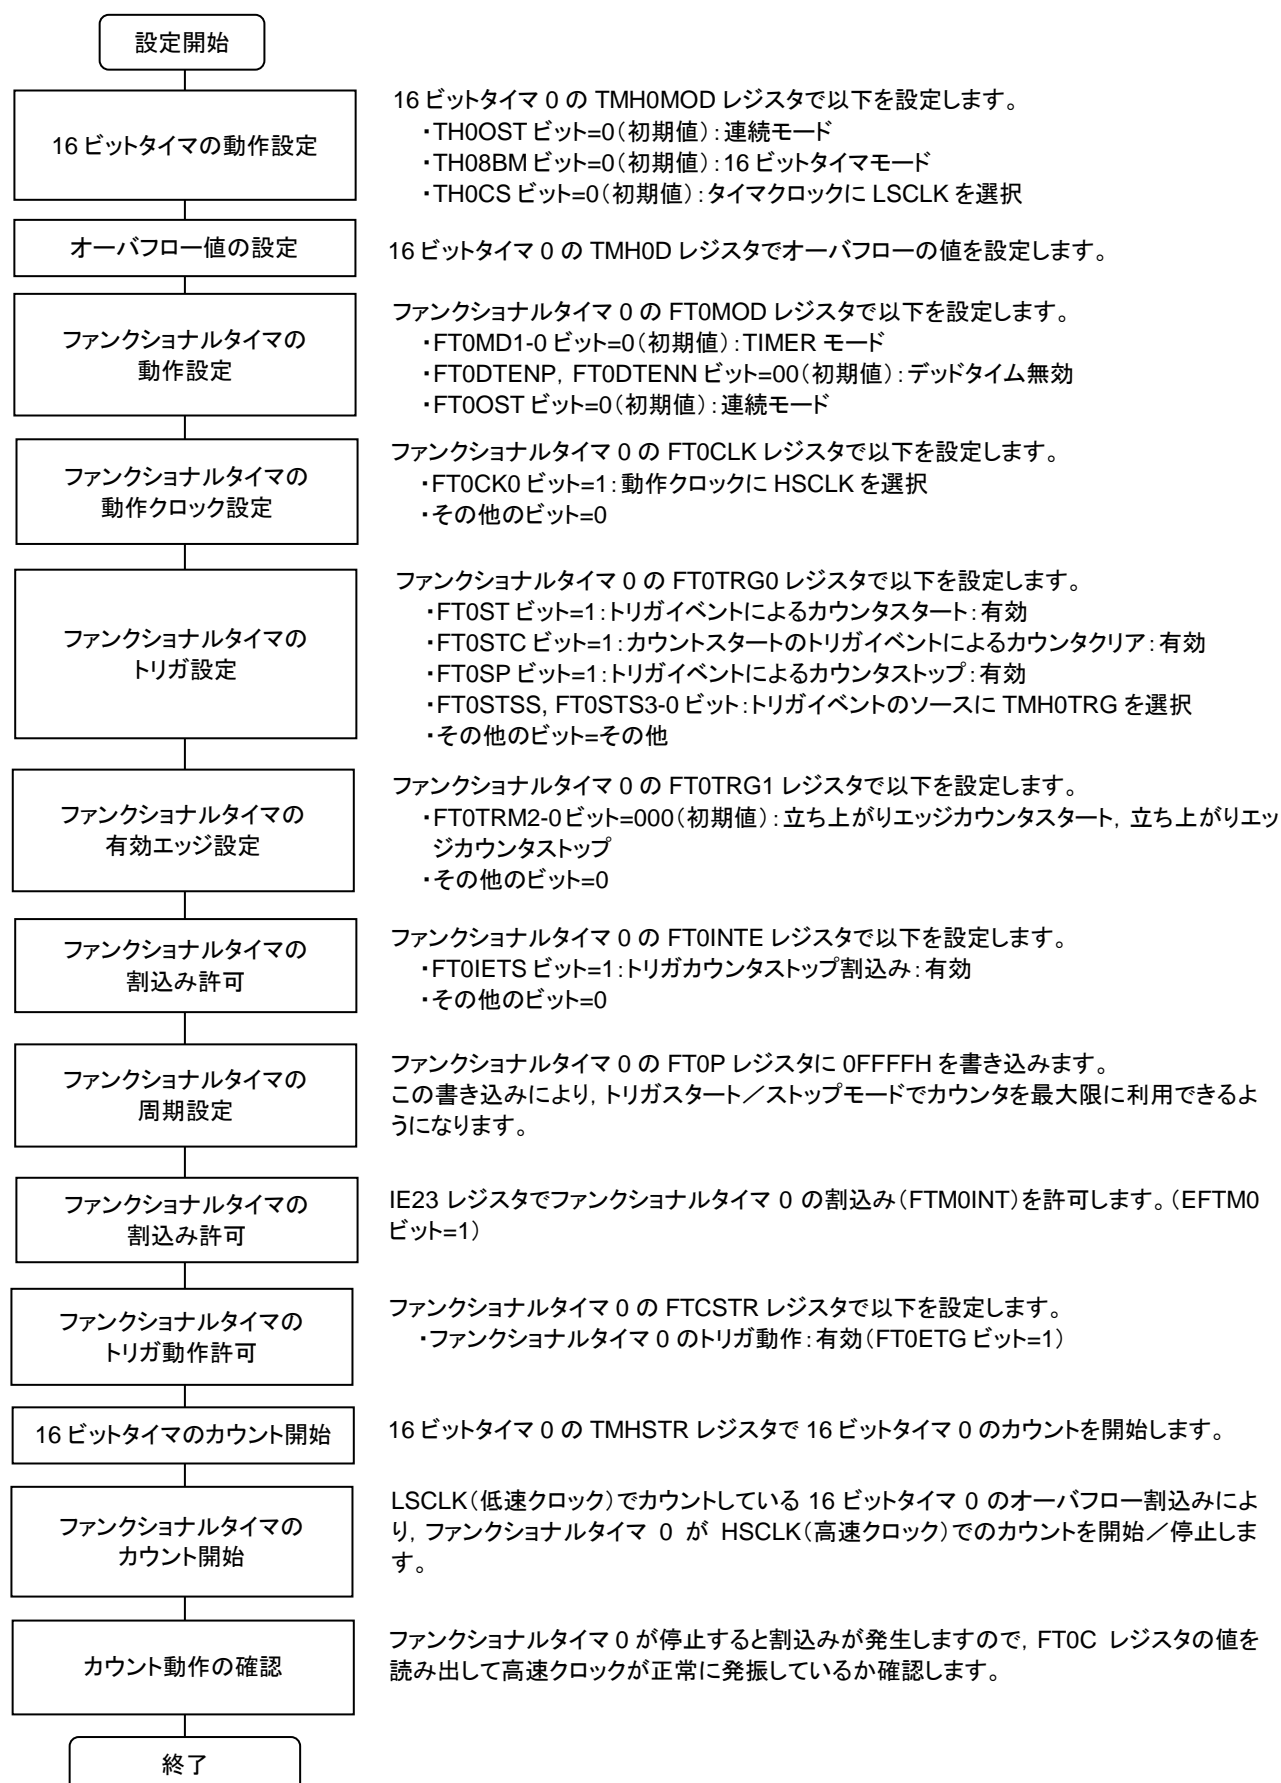 設定開始
16 ビットタイマの動作設定
16 ビットタイマ 0 の TMH0MOD レジスタで以下を設定します。
・TH0OST ビット=0(初期値):連続モード
・TH08BM ビット=0(初期値):16 ビットタイマモード
・TH0CS ビット=0(初期値):タイマクロックに LSCLK を選択
オーバフロー値の設定
16 ビットタイマ 0 の TMH0D レジスタでオーバフローの値を設定します。
ファンクショナルタイマの
動作設定
ファンクショナルタイマ 0 の FT0MOD レジスタで以下を設定します。
・FT0MD1-0 ビット=0(初期値):TIMER モード
・FT0DTENP, FT0DTENN ビット=00(初期値):デッドタイム無効
・FT0OST ビット=0(初期値):連続モード
ファンクショナルタイマの
動作クロック設定
ファンクショナルタイマ 0 の FT0CLK レジスタで以下を設定します。
・FT0CK0 ビット=1:動作クロックに HSCLK を選択
・その他のビット=0
ファンクショナルタイマの
トリガ設定
ファンクショナルタイマ 0 の FT0TRG0 レジスタで以下を設定します。
・FT0ST ビット=1:トリガイベントによるカウンタスタート:有効
・FT0STC ビット=1:カウントスタートのトリガイベントによるカウンタクリア:有効
・FT0SP ビット=1:トリガイベントによるカウンタストップ:有効
・FT0STSS, FT0STS3-0 ビット:トリガイベントのソースに TMH0TRG を選択
・その他のビット=その他
ファンクショナルタイマの
有効エッジ設定
ファンクショナルタイマ 0 の FT0TRG1 レジスタで以下を設定します。
・FT0TRM2-0 ビット=000(初期値):立ち上がりエッジカウンタスタート, 立ち上がりエッ
ジカウンタストップ
・その他のビット=0
ファンクショナルタイマの
割込み許可
ファンクショナルタイマ 0 の FT0INTE レジスタで以下を設定します。
・FT0IETS ビット=1:トリガカウンタストップ割込み:有効
・その他のビット=0
ファンクショナルタイマの
周期設定
ファンクショナルタイマ 0 の FT0P レジスタに 0FFFFH を書き込みます。
この書き込みにより, トリガスタート/ストップモードでカウンタを最大限に利用できるよ
うになります。
ファンクショナルタイマの
割込み許可
IE23 レジスタでファンクショナルタイマ 0 の割込み(FTM0INT)を許可します。(EFTM0
ビット=1)
ファンクショナルタイマの
トリガ動作許可
ファンクショナルタイマ 0 の FTCSTR レジスタで以下を設定します。
・ファンクショナルタイマ 0 のトリガ動作:有効(FT0ETG ビット=1)
16 ビットタイマのカウント開始
16 ビットタイマ 0 の TMHSTR レジスタで 16 ビットタイマ 0 のカウントを開始します。
ファンクショナルタイマの
カウント開始
LSCLK(低速クロック)でカウントしている 16 ビットタイマ 0 のオーバフロー割込みによ
り, ファンクショナルタイマ 0 が HSCLK(高速クロック)でのカウントを開始/停止しま
す。
カウント動作の確認
ファンクショナルタイマ 0 が停止すると割込みが発生しますので, FT0C レジスタの値を
読み出して高速クロックが正常に発振しているか確認します。
終了